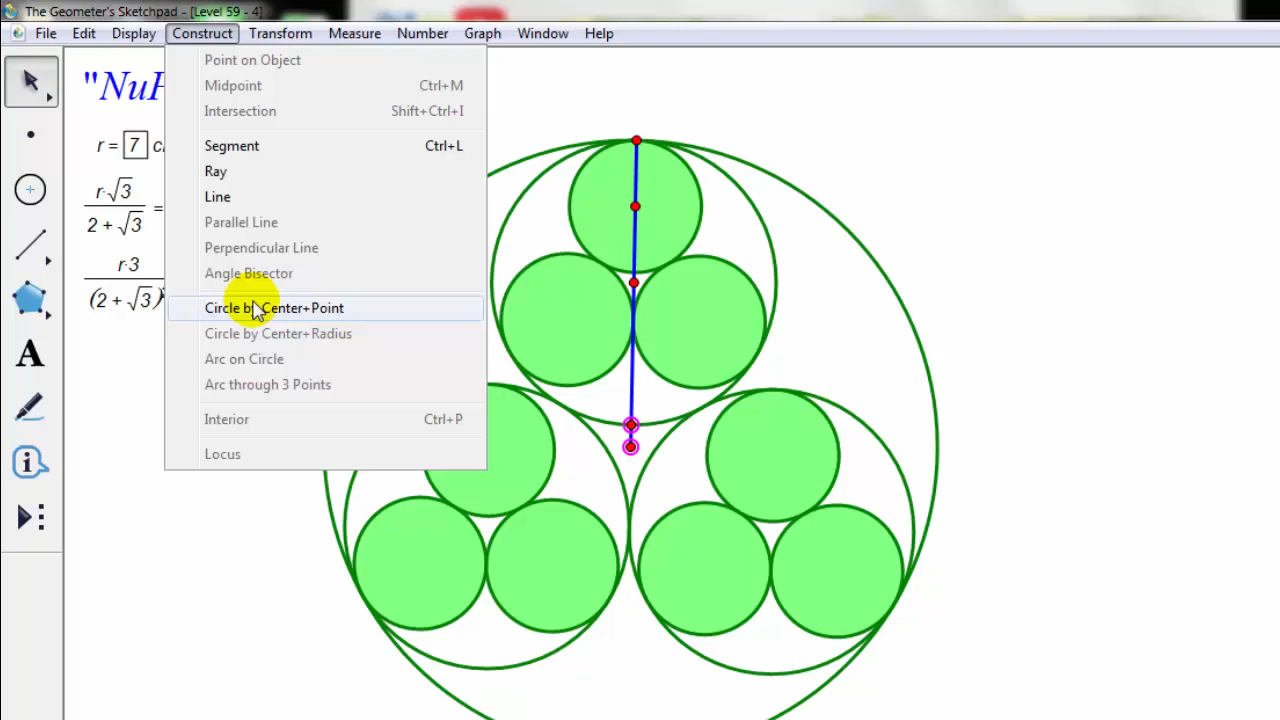 The Geometer's Sketchpad - [Level 59 - 4]
File Edit Display Construct Transform Measure Number Graph Window Help
Point on Object
Midpoint Ctrl+M
Intersection Shift+Ctrl+I
Segment Ctrl+L
Ray
Line
Parallel Line
Perpendicular Line
Angle Bisector
Circle by Center+Point
Circle by Center+Radius
Arc on Circle
Arc through 3 Points
Interior Ctrl+P
Locus
r = 7
r·√3
2 + √3
=
r·3
(2 + √3)
A
i